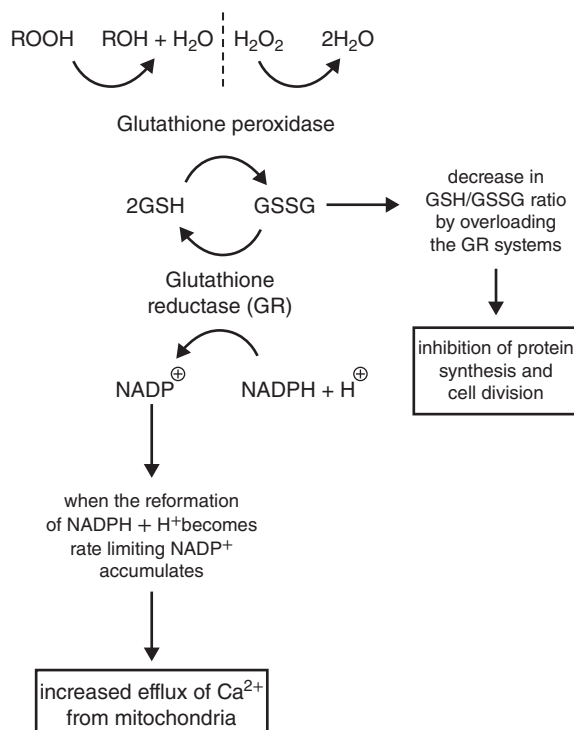 ROOH ROH + H₂O H₂O₂ 2H₂O
Glutathione peroxidase
2GSH GSSG
decrease in
GSH/GSSG ratio
by overloading
the GR systems
Glutathione
reductase (GR)
inhibition of protein
synthesis and
cell division
NADP⊕ NADPH + H⊕
when the reformation
of NADPH + H⁺becomes
rate limiting NADP⁺
accumulates
increased efflux of Ca²⁺
from mitochondria